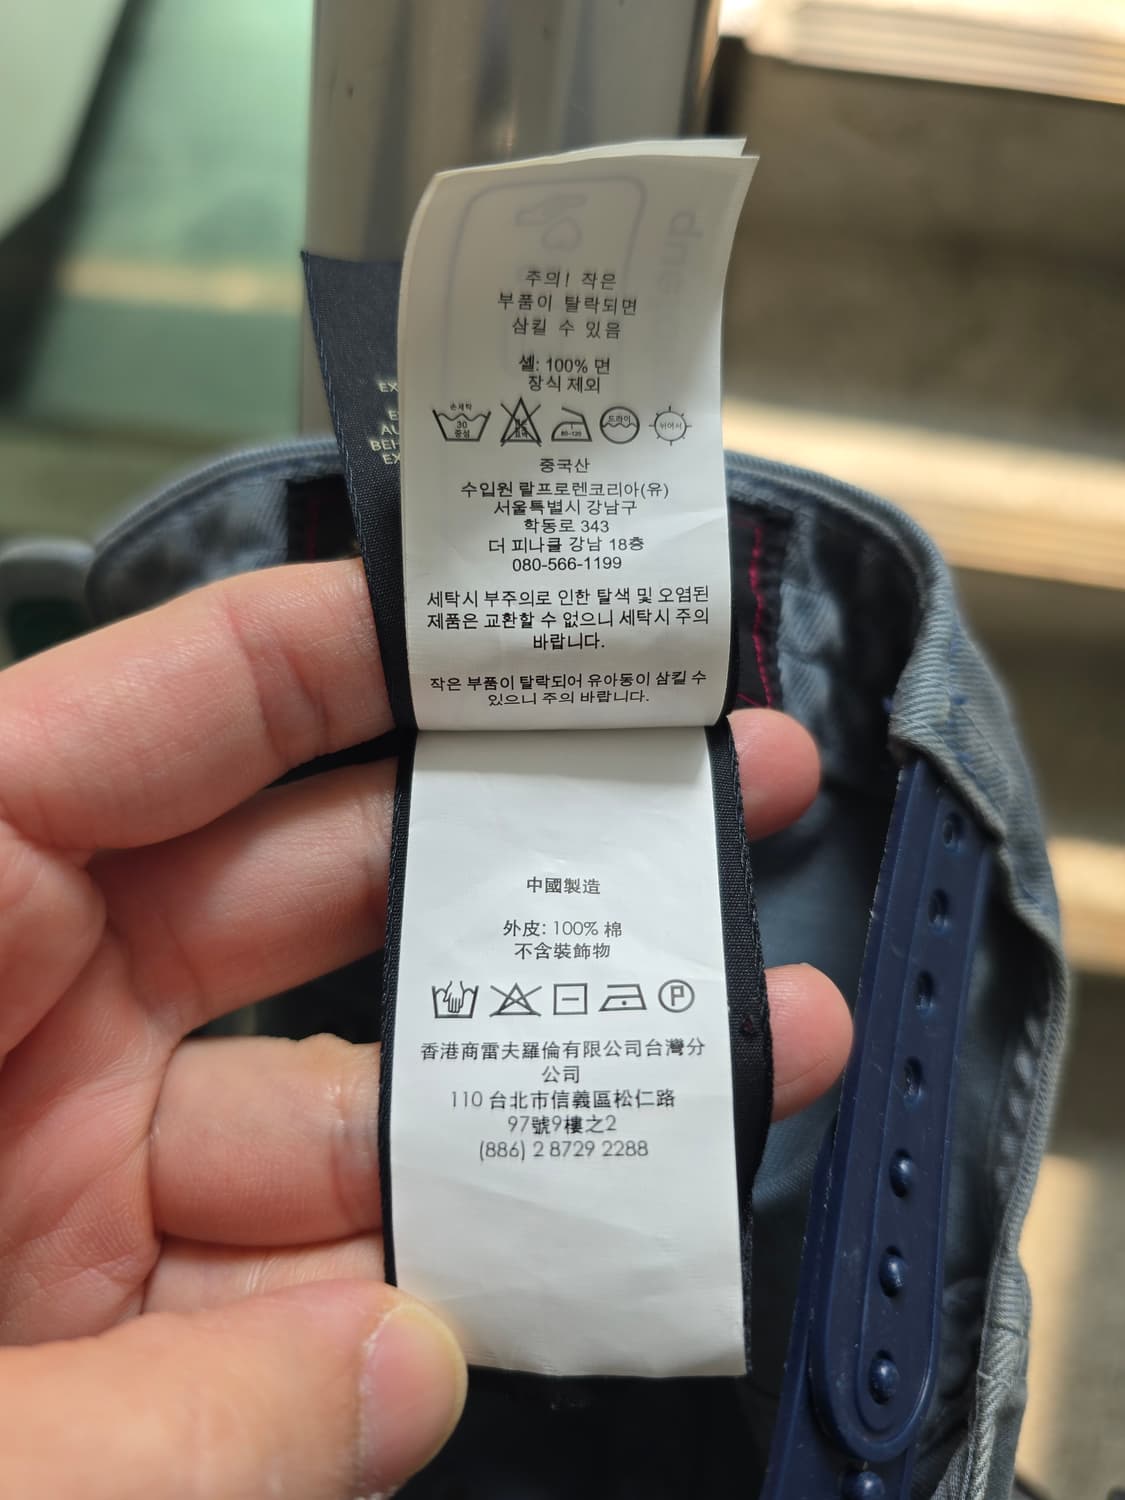 주의! 작은
부품이 탈락되면
삼킬 수 있음
셸: 100% 면
장식 제외
손세탁
30
중성
80~120
드라이
뉘어서
중국산
수입원 랄프로렌코리아(유)
서울특별시 강남구
학동로 343
더 피나클 강남 18층
080-566-1199
세탁시 부주의로 인한 탈색 및 오염된
제품은 교환할 수 없으니 세탁시 주의
바랍니다.
작은 부품이 탈락되어 유아동이 삼킬 수
있으니 주의 바랍니다.
中國製造
外皮: 100% 棉
不含裝飾物
P
香港商雷夫羅倫有限公司台灣分
公司
110 台北市信義區松仁路
97號9樓之2
(886) 2 8729 2288